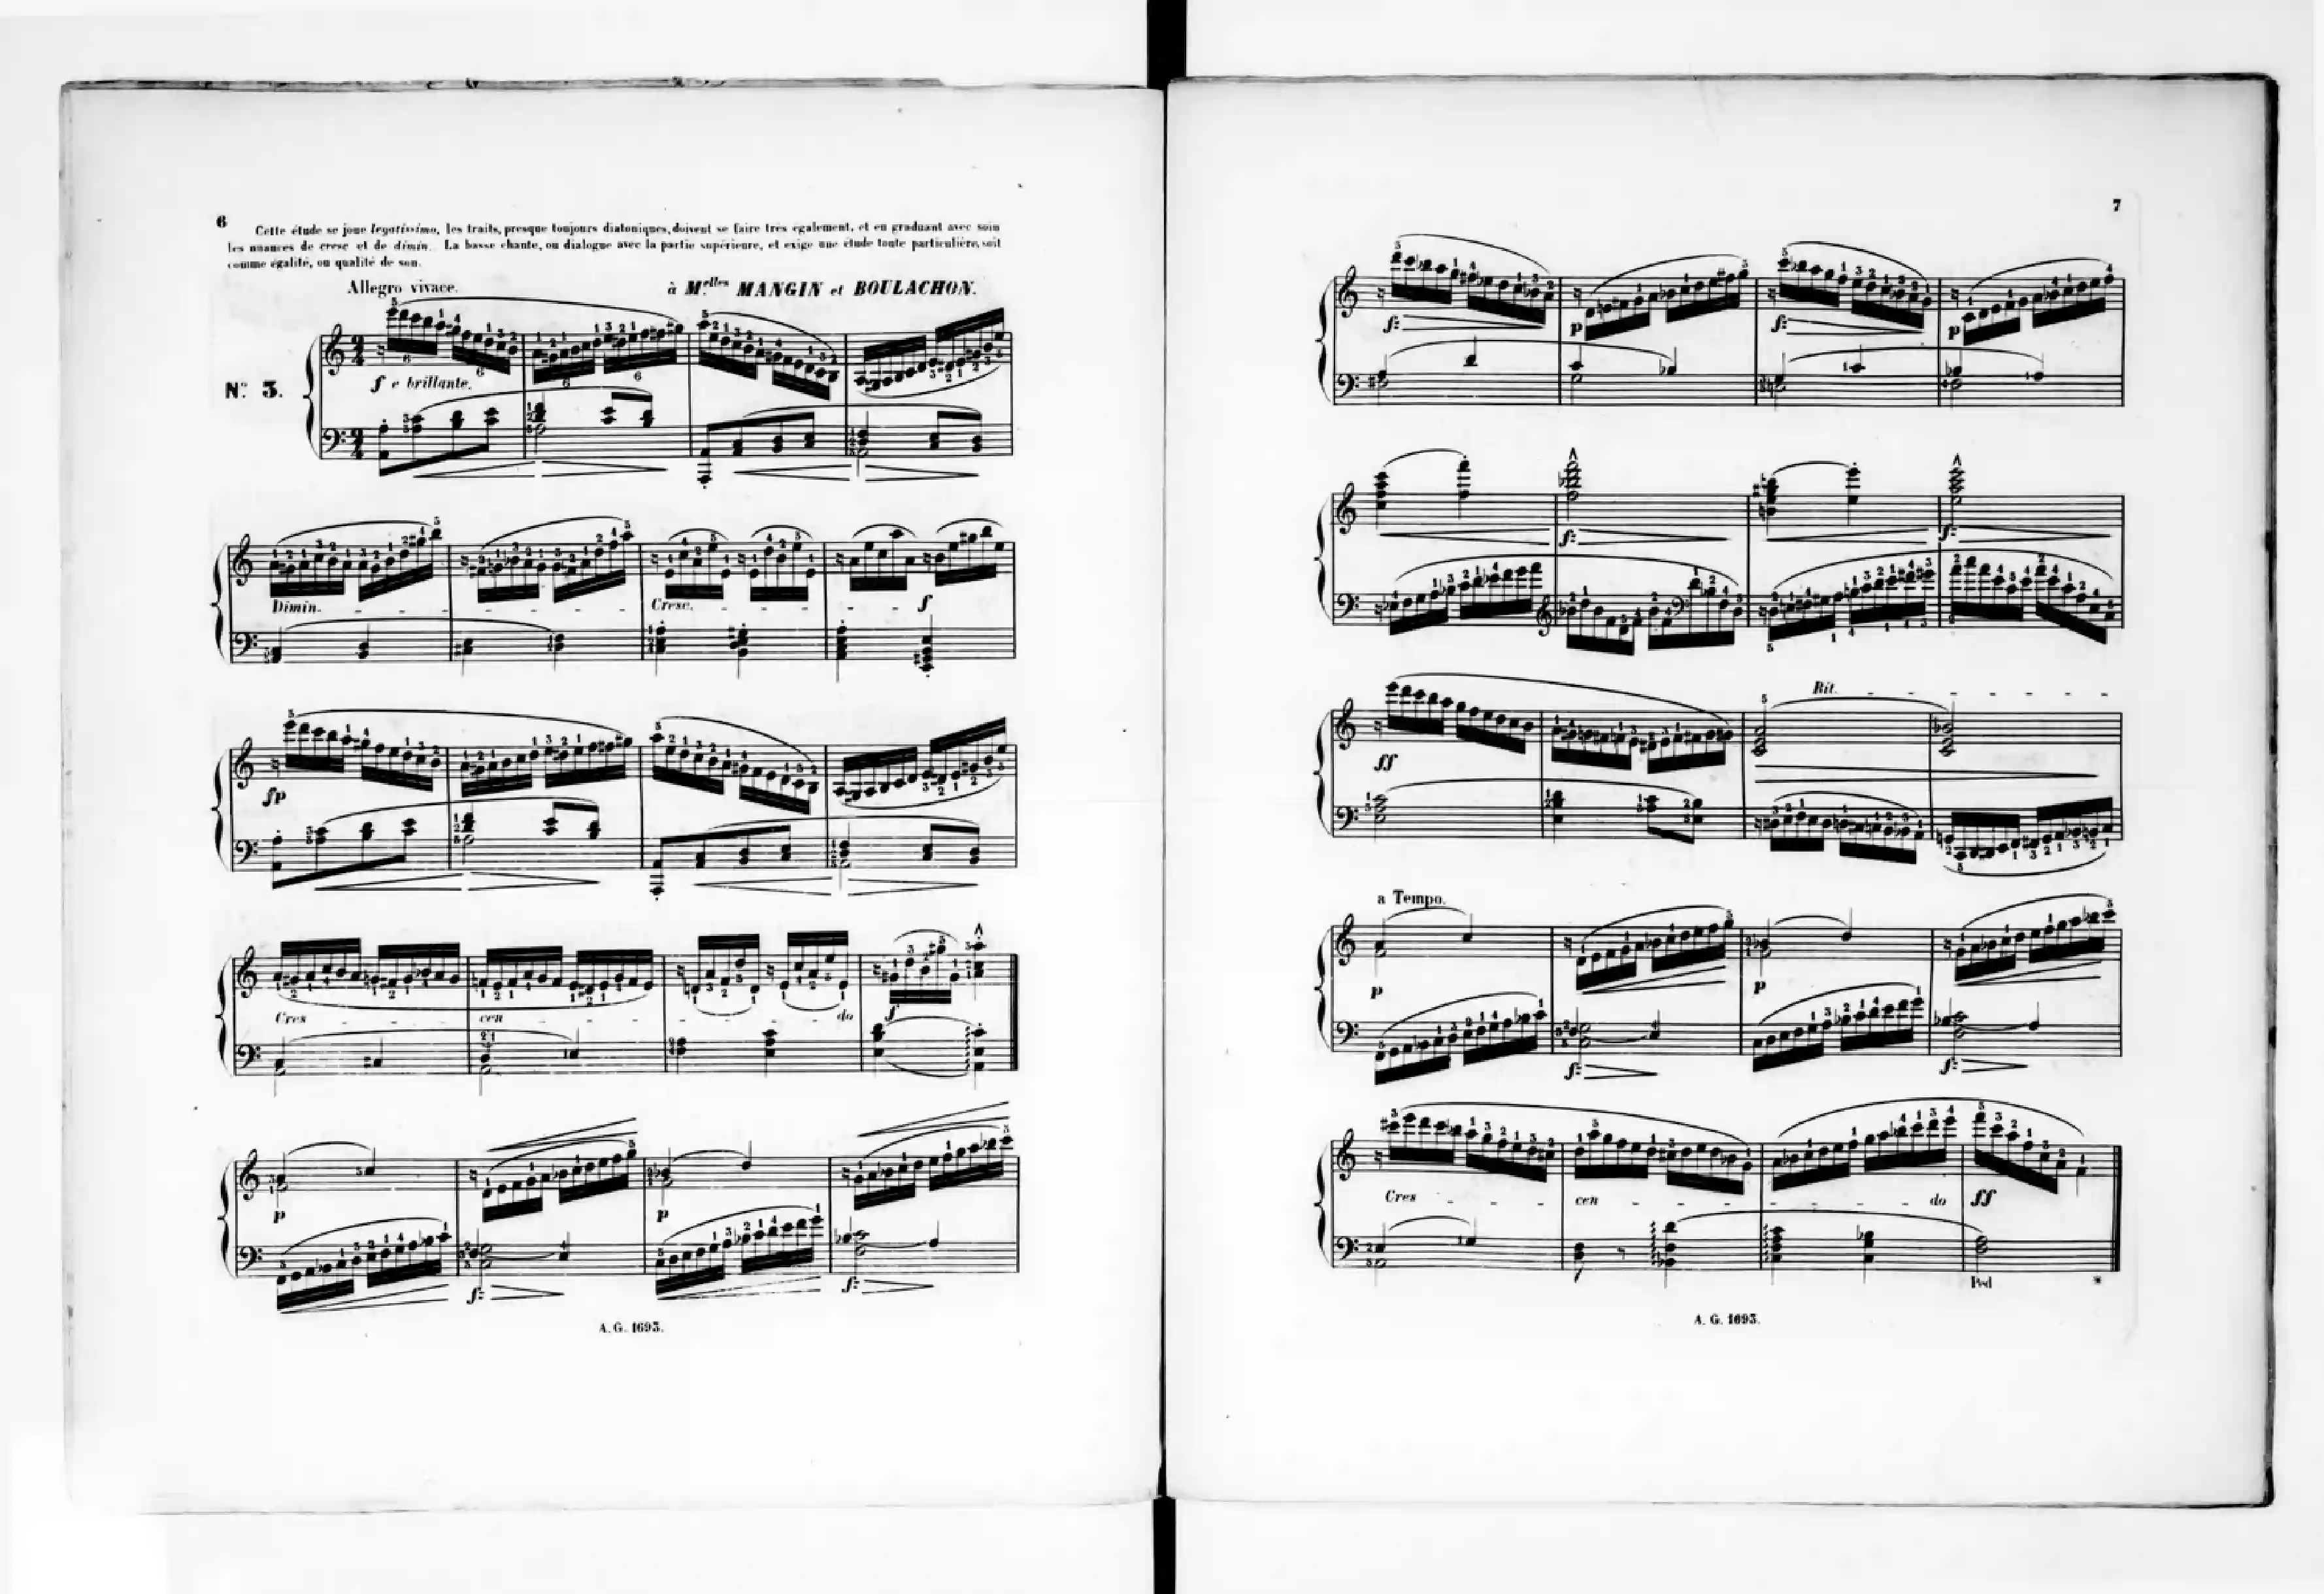 6
Cette étude se joue legatissimo, les traits, presque toujours diatoniques, doivent se faire très également, et en graduant avec soin
les nuances de cresc et de dimin. La basse chante, ou dialogue avec la partie supérieure, et exige une étude toute particulière, soit
comme égalité, ou qualité de son.
Allegro vivace.
à M.elles MANGIN et BOULACHON.
N.º 3.
f e brillante.
Dimin.
Cresc.
f
fp
Cres cen do f
p
f:
p
f:
A. G. 1693.
7
f:
p
f:
p
f:
f:
Rit.
ff
a Tempo.
p
p
f:
f:
Cres cen do ff
Ped *
A. G. 1693.